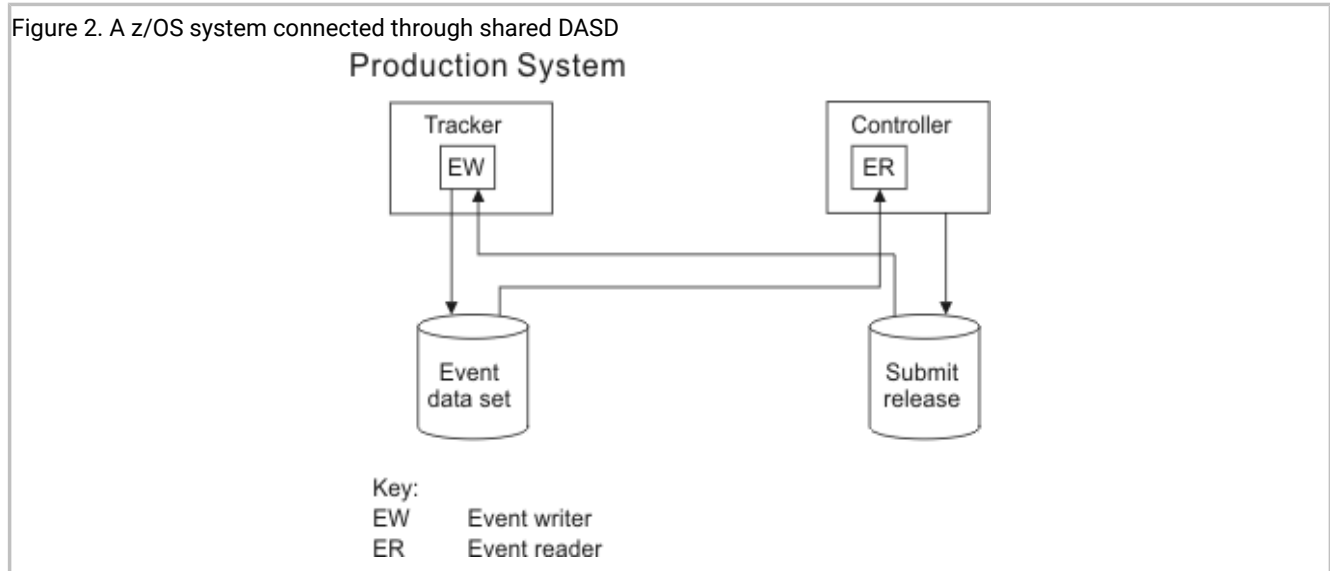 Figure 2. A z/OS system connected through shared DASD
Production System
Tracker
EW
Controller
ER
Event
data set
Submit
release
Key:
EW Event writer
ER Event reader